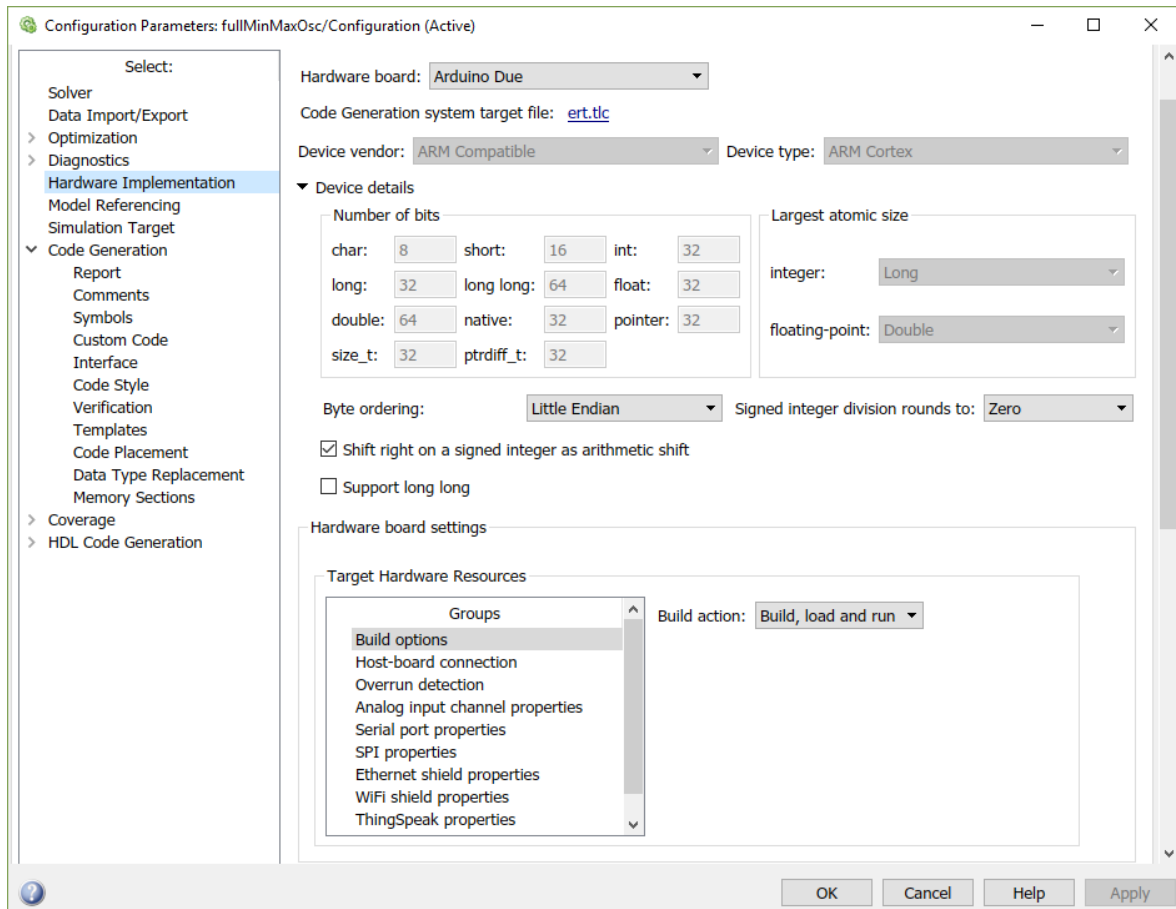 Configuration Parameters: fullMinMaxOsc/Configuration (Active)
Select:
Solver
Data Import/Export
Optimization
Diagnostics
Hardware Implementation
Model Referencing
Simulation Target
Code Generation
Report
Comments
Symbols
Custom Code
Interface
Code Style
Verification
Templates
Code Placement
Data Type Replacement
Memory Sections
Coverage
HDL Code Generation
Hardware board: Arduino Due
Code Generation system target file: ert.tlc
Device vendor: ARM Compatible Device type: ARM Cortex
Device details
Number of bits
char: 8 short: 16 int: 32
long: 32 long long: 64 float: 32
double: 64 native: 32 pointer: 32
size_t: 32 ptrdiff_t: 32
Largest atomic size
integer: Long
floating-point: Double
Byte ordering: Little Endian Signed integer division rounds to: Zero
Shift right on a signed integer as arithmetic shift
Support long long
Hardware board settings
Target Hardware Resources
Groups
Build options
Host-board connection
Overrun detection
Analog input channel properties
Serial port properties
SPI properties
Ethernet shield properties
WiFi shield properties
ThingSpeak properties
Build action: Build, load and run
OK Cancel Help Apply